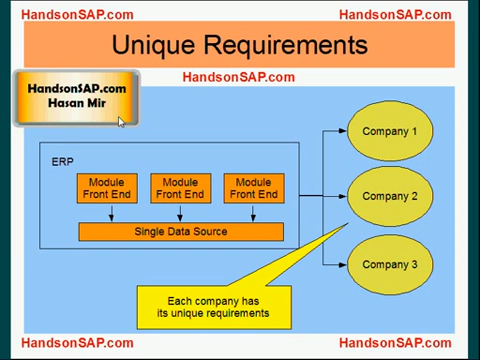 HandsonSAP.com
HandsonSAP.com
Unique Requirements
HandsonSAP.com
HandsonSAP.com
Hasan Mir
ERP
Module
Front End
Module
Front End
Module
Front End
Single Data Source
Company 1
Company 2
Company 3
Each company has
its unique requirements
HandsonSAP.com
HandsonSAP.com